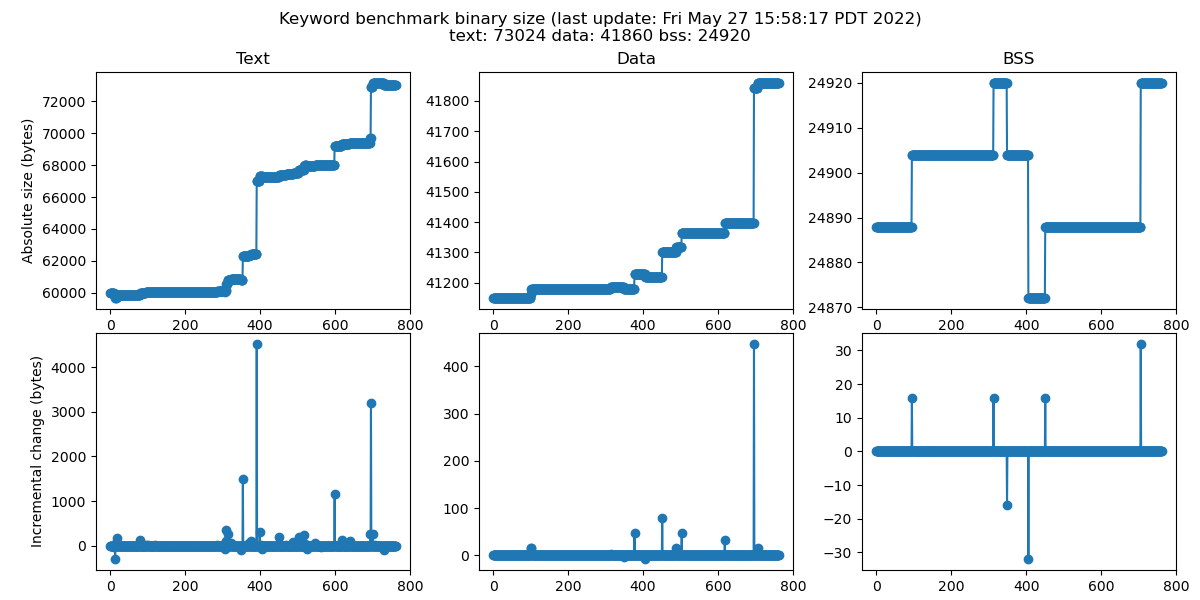 Keyword benchmark binary size (last update: Fri May 27 15:58:17 PDT 2022)
text: 73024 data: 41860 bss: 24920
Text
Data
BSS
Absolute size (bytes)
72000
70000
68000
66000
64000
62000
60000
0 200 400 600 800
41800
41700
41600
41500
41400
41300
41200
0 200 400 600 800
24920
24910
24900
24890
24880
24870
0 200 400 600 800
Incremental change (bytes)
4000
3000
2000
1000
0
0 200 400 600 800
400
300
200
100
0
0 200 400 600 800
30
20
10
0
−10
−20
−30
0 200 400 600 800